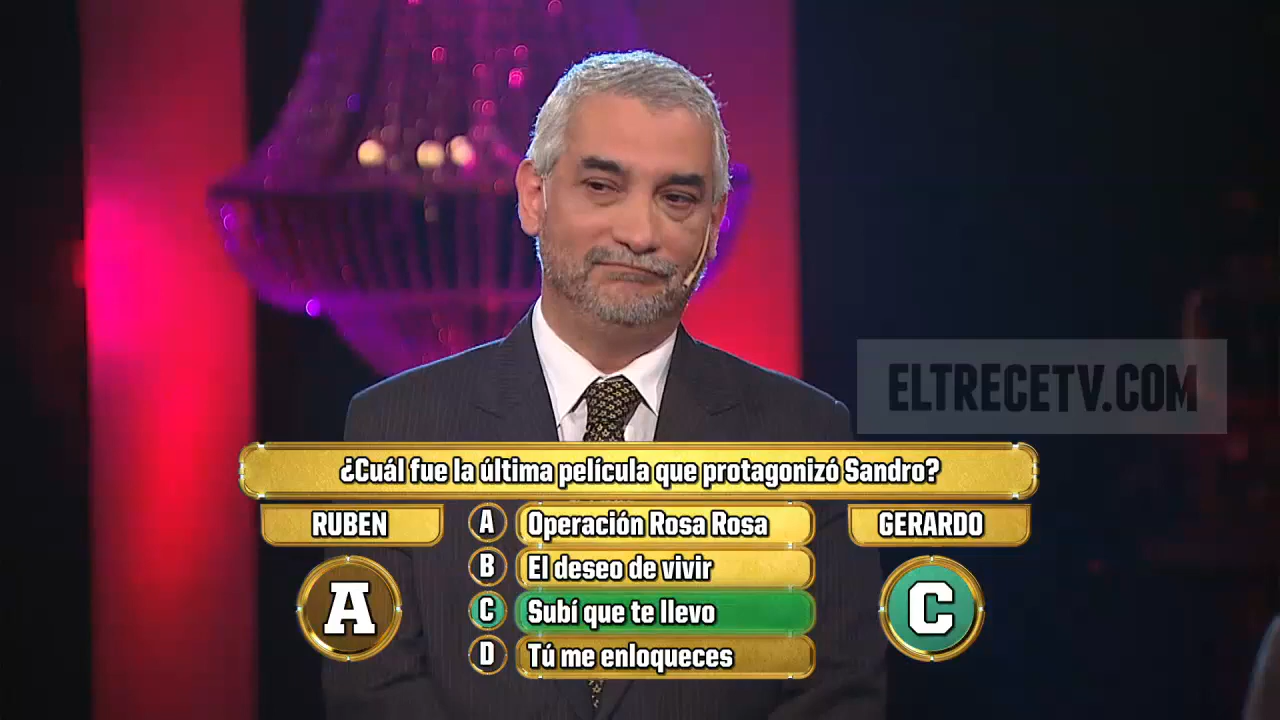 ELTRECETV.COM
¿Cuál fue la última película que protagonizó Sandro?
RUBEN
A Operación Rosa Rosa
GERARDO
B El deseo de vivir
A
C Subí que te llevo
C
D Tú me enloqueces